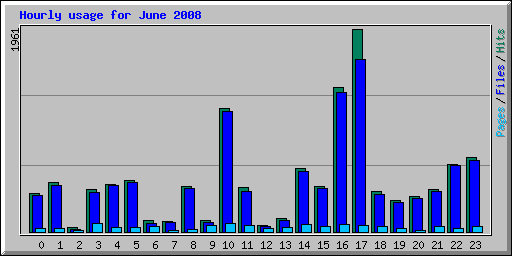 Hourly usage for June 2008
1961
Pages/Files/Hits
0 1 2 3 4 5 6 7 8 9 10 11 12 13 14 15 16 17 18 19 20 21 22 23